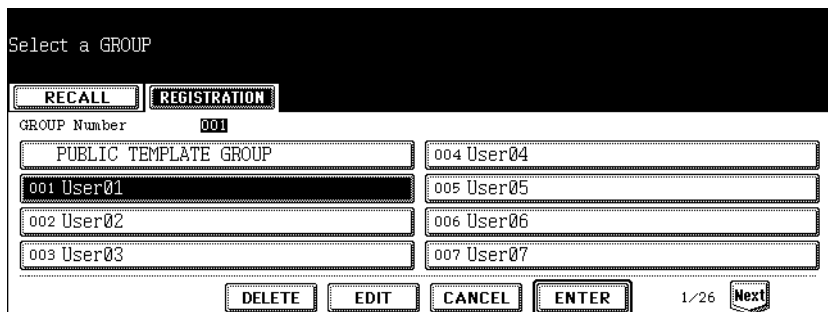 Select a GROUP
RECALL REGISTRATION
GROUP Number 001
PUBLIC TEMPLATE GROUP 004 User04
001 User01 005 User05
002 User02 006 User06
003 User03 007 User07
DELETE EDIT CANCEL ENTER 1/26 Next